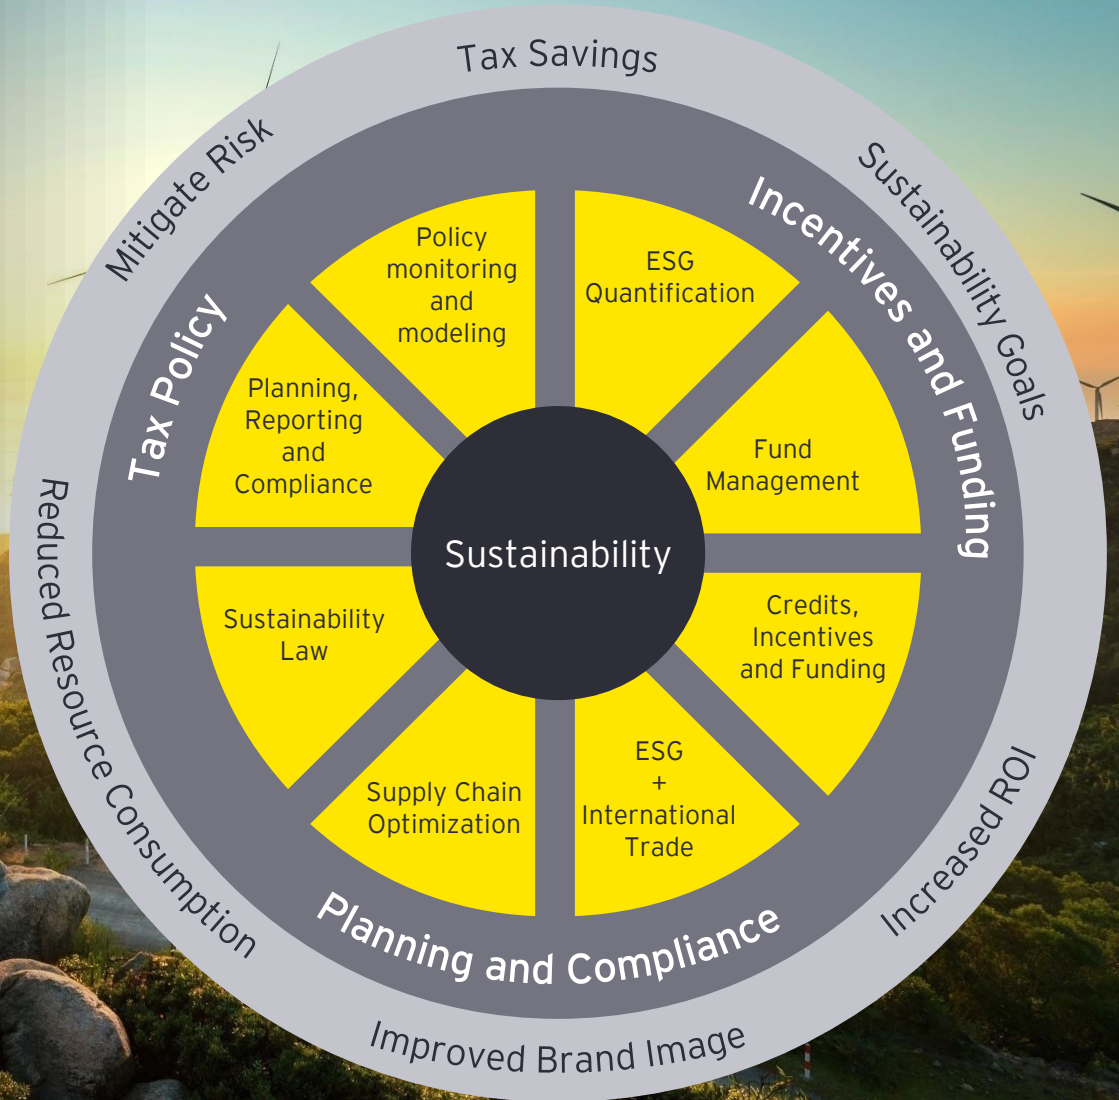 Tax Savings
Sustainability Goals
Increased ROI
Improved Brand Image
Reduced Resource Consumption
Mitigate Risk
Incentives and Funding
Planning and Compliance
Tax Policy
ESG
Quantification
Fund
Management
Credits,
Incentives
and Funding
ESG
+
International
Trade
Supply Chain
Optimization
Sustainability
Law
Planning,
Reporting
and
Compliance
Policy
monitoring
and
modeling
Sustainability